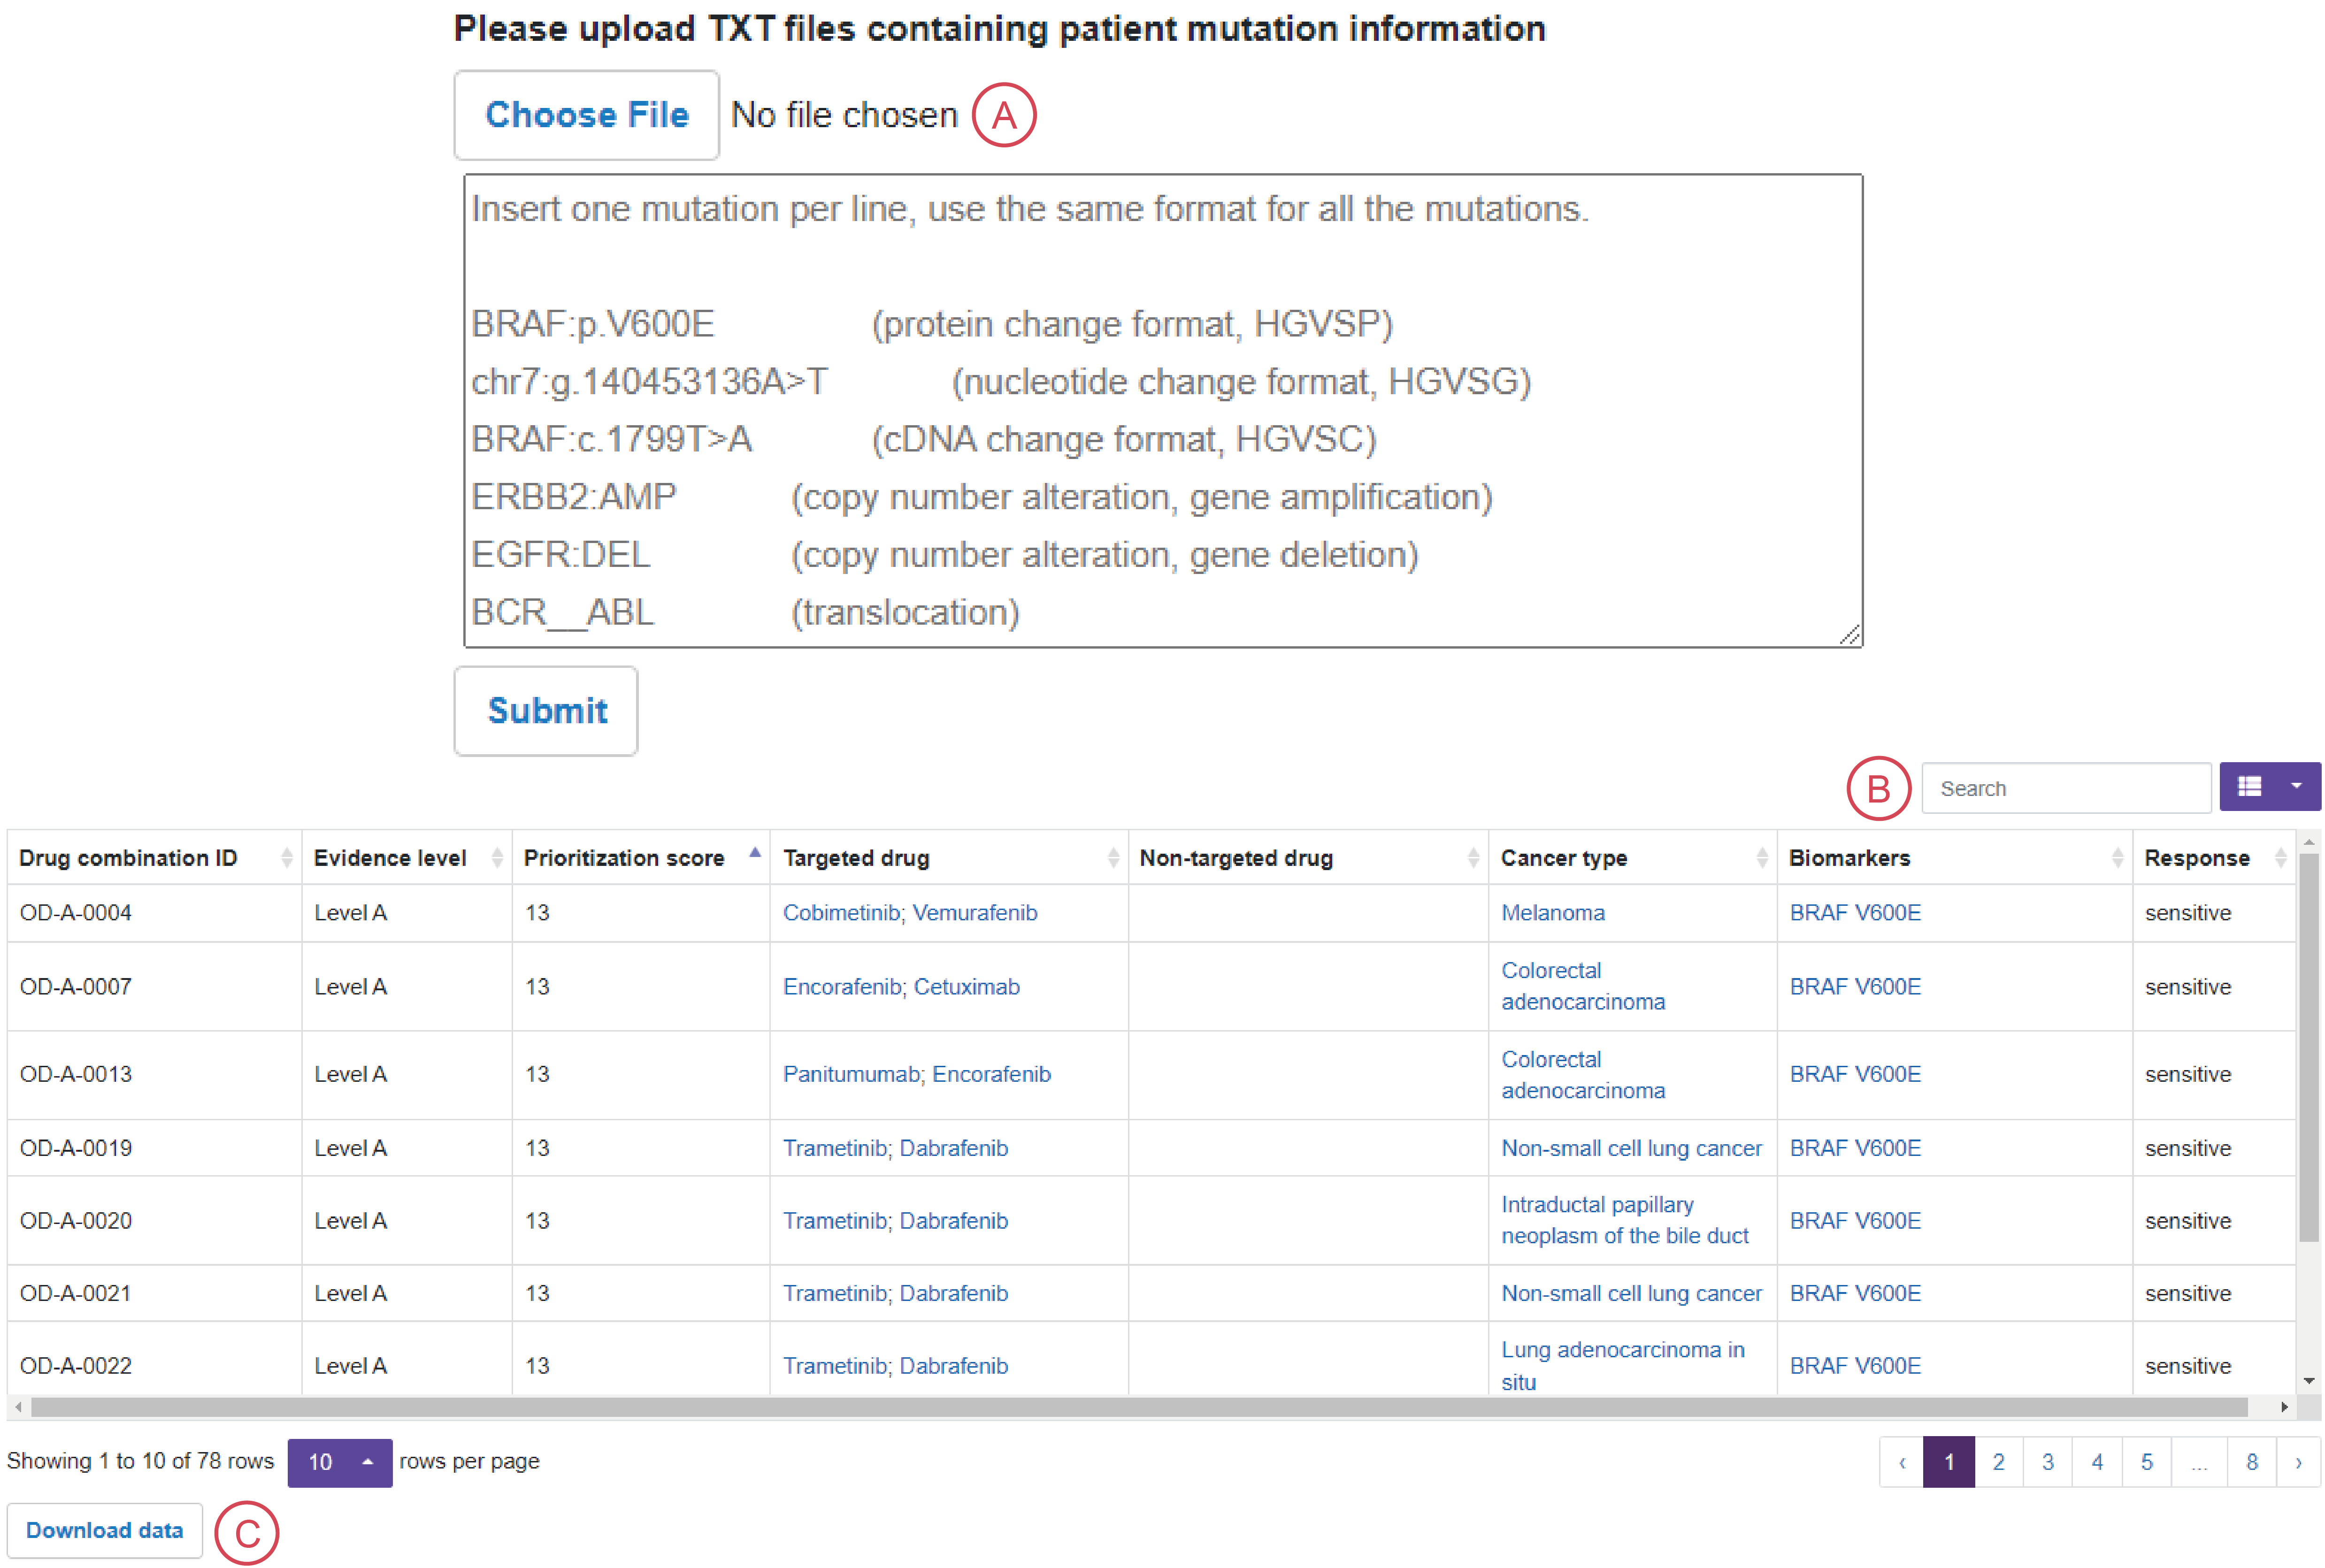 Please upload TXT files containing patient mutation information
Choose File No file chosen A
Insert one mutation per line, use the same format for all the mutations.
BRAF:p.V600E (protein change format, HGVSP)
chr7:g.140453136A>T (nucleotide change format, HGVSG)
BRAF:c.1799T>A (cDNA change format, HGVSC)
ERBB2:AMP (copy number alteration, gene amplification)
EGFR:DEL (copy number alteration, gene deletion)
BCR__ABL (translocation)
Submit
B Search
Drug combination ID Evidence level Prioritization score Targeted drug Non-targeted drug Cancer type Biomarkers Response
OD-A-0004 Level A 13 Cobimetinib; Vemurafenib Melanoma BRAF V600E sensitive
OD-A-0007 Level A 13 Encorafenib; Cetuximab Colorectal
adenocarcinoma BRAF V600E sensitive
OD-A-0013 Level A 13 Panitumumab; Encorafenib Colorectal
adenocarcinoma BRAF V600E sensitive
OD-A-0019 Level A 13 Trametinib; Dabrafenib Non-small cell lung cancer BRAF V600E sensitive
OD-A-0020 Level A 13 Trametinib; Dabrafenib Intraductal papillary
neoplasm of the bile duct BRAF V600E sensitive
OD-A-0021 Level A 13 Trametinib; Dabrafenib Non-small cell lung cancer BRAF V600E sensitive
OD-A-0022 Level A 13 Trametinib; Dabrafenib Lung adenocarcinoma in
situ BRAF V600E sensitive
Showing 1 to 10 of 78 rows 10 rows per page ‹ 1 2 3 4 5 ... 8 ›
Download data C